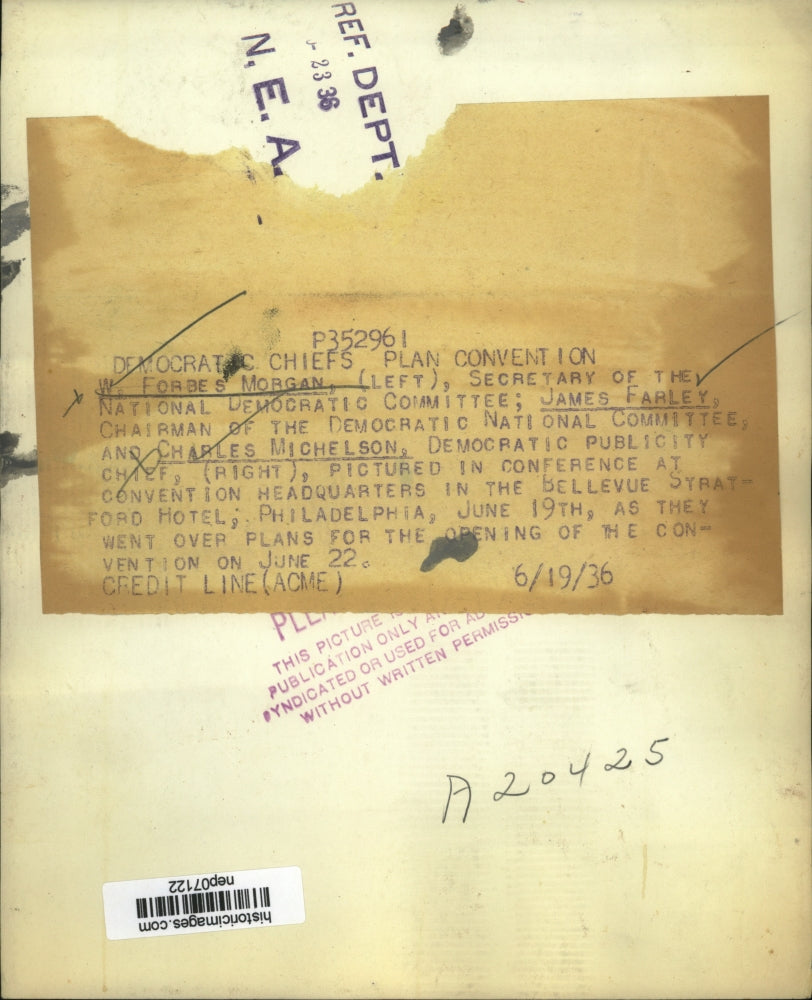 REF. DEPT.
23 36
N. E. A.
P352961
DEMOCRATIC CHIEFS PLAN CONVENTION
W. FORBES MORGAN, (LEFT), SECRETARY OF THE
NATIONAL DEMOCRATIC COMMITTEE; JAMES FARLEY,
CHAIRMAN OF THE DEMOCRATIC NATIONAL COMMITTEE,
AND CHARLES MICHELSON, DEMOCRATIC PUBLICITY
CHIEF, (RIGHT), PICTURED IN CONFERENCE AT
CONVENTION HEADQUARTERS IN THE BELLEVUE STRAT=
FORD HOTEL, PHILADELPHIA, JUNE 19TH, AS THEY
WENT OVER PLANS FOR THE OPENING OF THE CON=
VENTION ON JUNE 22.
CREDIT LINE (ACME) 6/19/36
THIS PICTURE IS
PUBLICATION ONLY
SYNDICATED OR USED FOR AD
WITHOUT WRITTEN PERMISSI
A20425
historicimages.com
nep07122